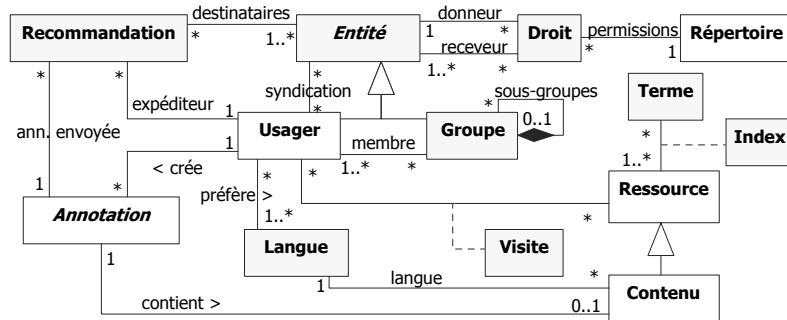 destinataires
donneur
Recommandation
*
1..*
Entité
1
*
Droit
permissions
Répertoire
receveur
1..*
*
*
1
*
*
*
syndication
sous-groupes
*
Terme
expéditeur
1
*
Usager
Groupe
0..1
*
Index
ann. envoyée
1
membre
1..*
*
1..*
< crée
*
*
Ressource
1
*
préfère >
Annotation
1..*
*
1
Langue
Visite
1
langue
*
Contenu
contient >
0..1